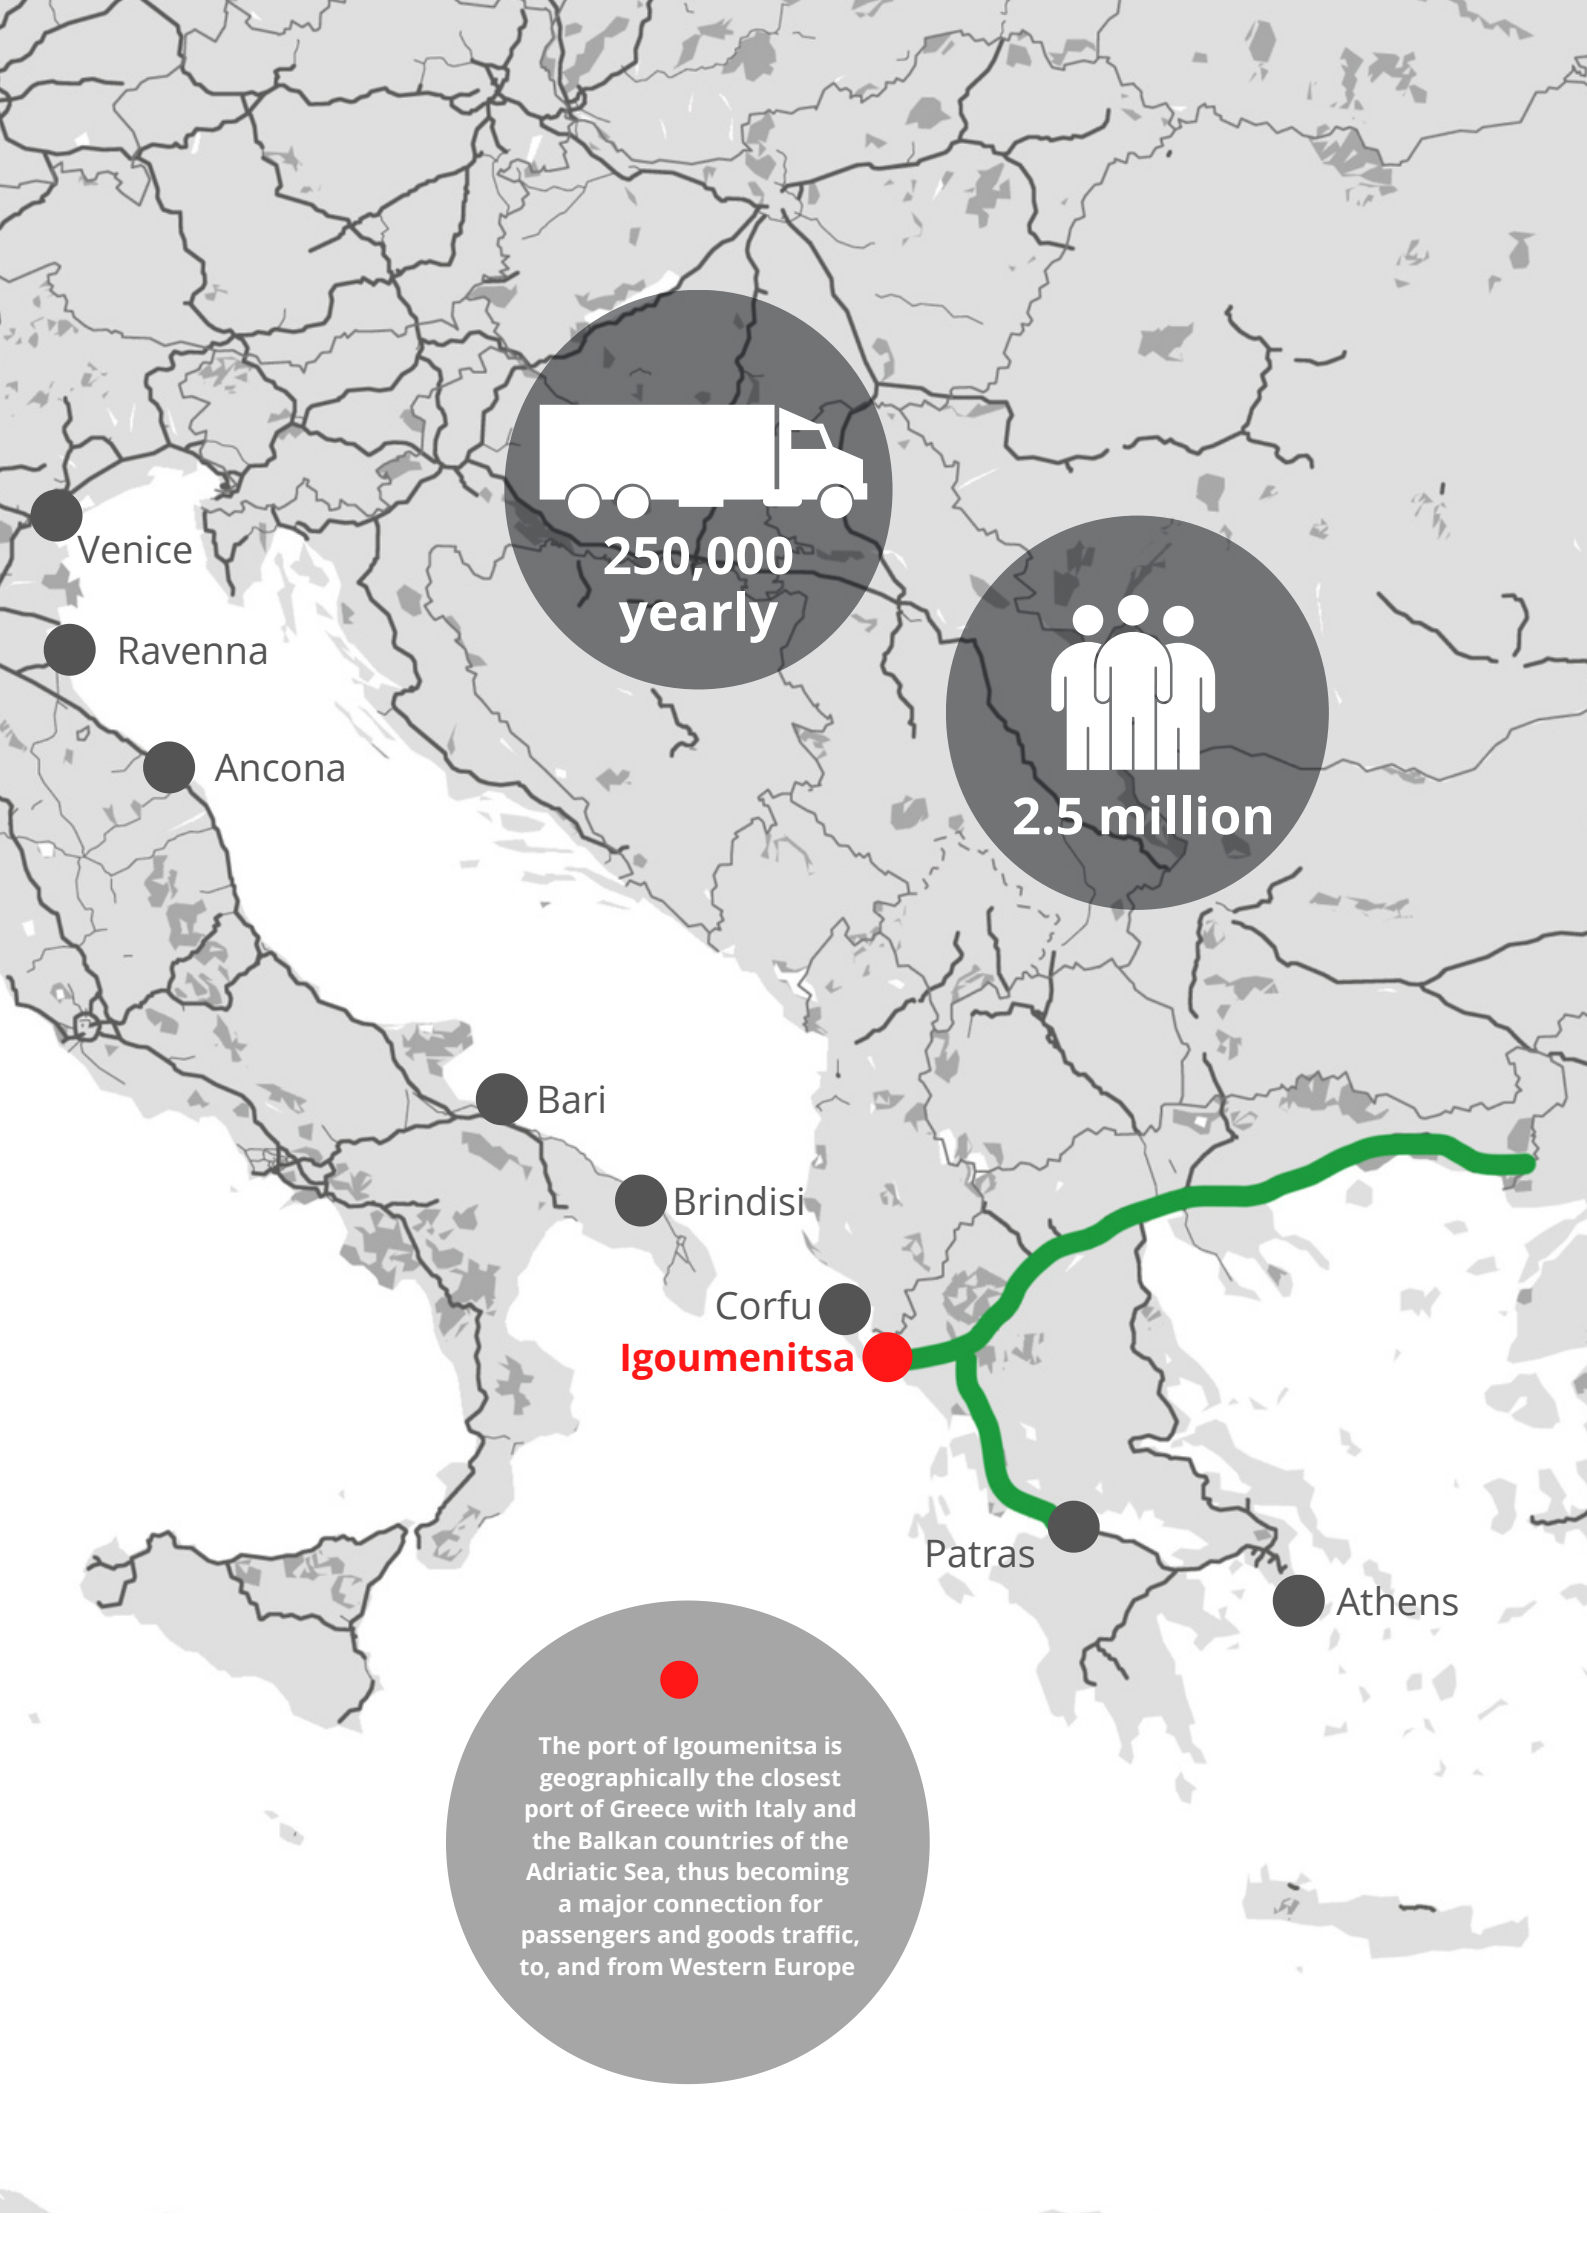 250,000
yearly
Venice
Ravenna
2.5 million
Ancona
Bari
Brindisi
Corfu
Igoumenitsa
Patras
Athens
The port of Igoumenitsa is
geographically the closest
port of Greece with Italy and
the Balkan countries of the
Adriatic Sea, thus becoming
a major connection for
passengers and goods traffic,
to, and from Western Europe